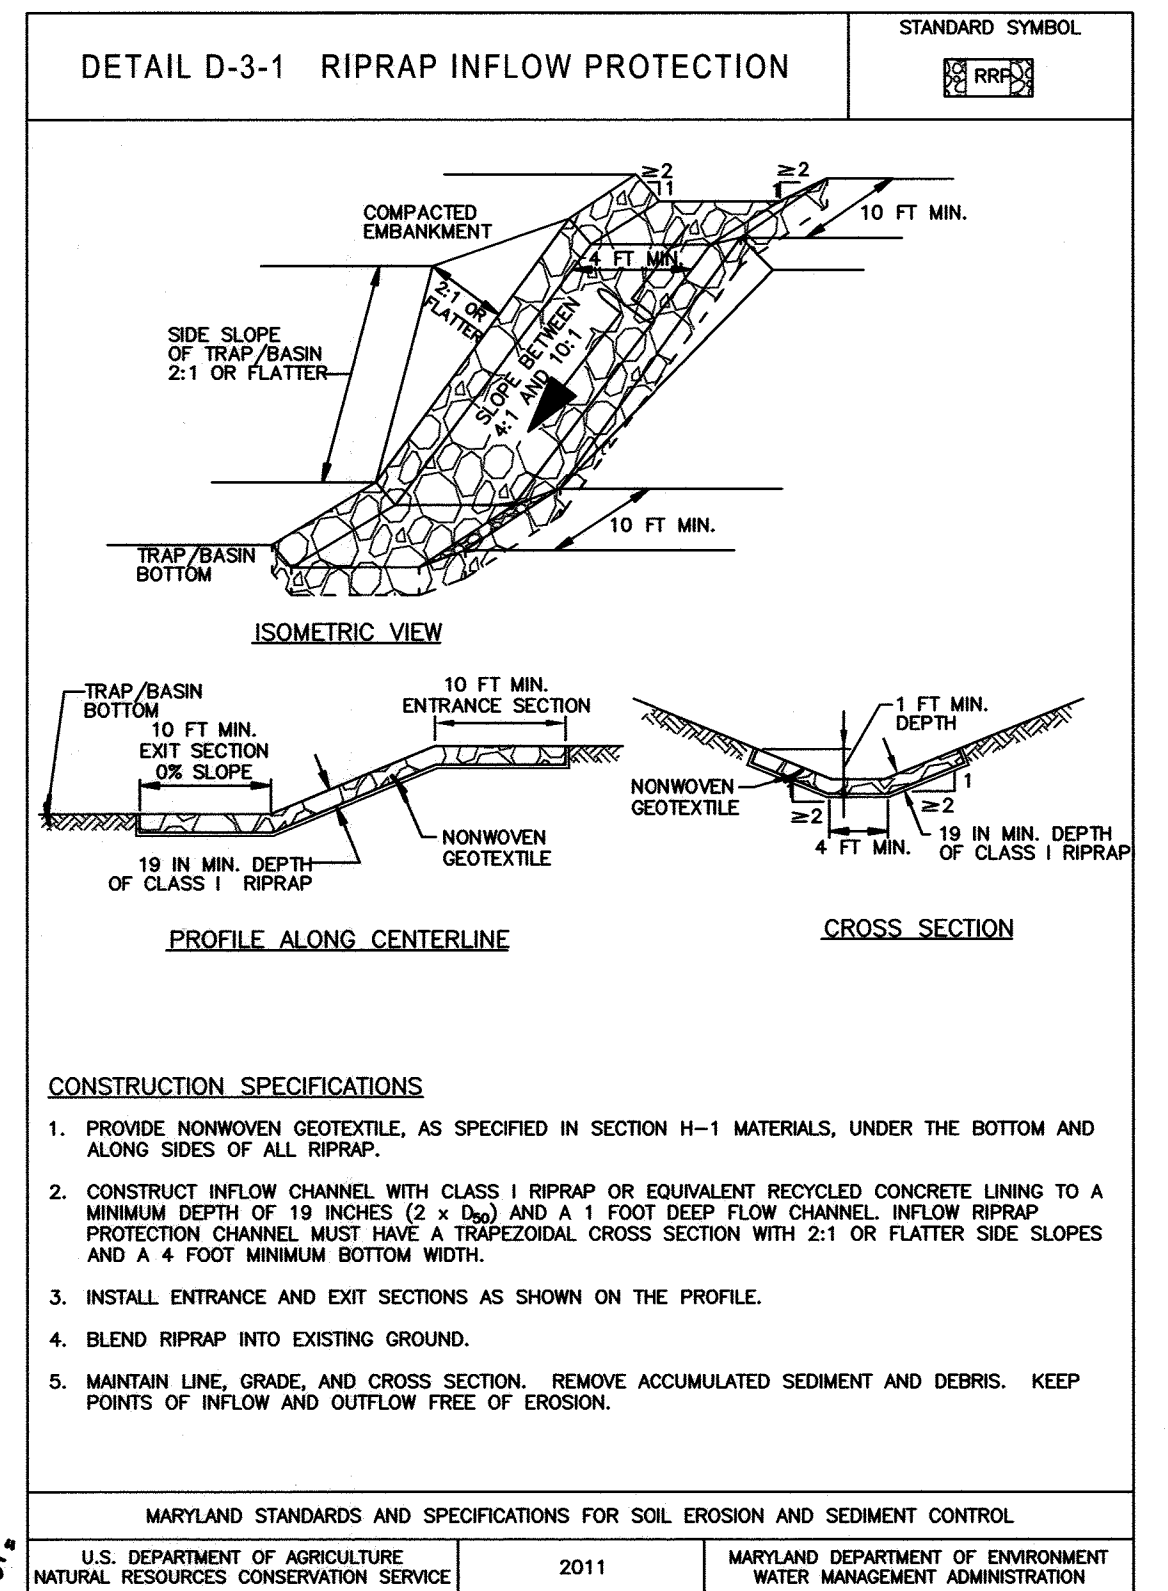 DETAIL D-3-1 RIPRAP INFLOW PROTECTION
STANDARD SYMBOL
RRP
≥2
1
≥2
1
10 FT MIN.
COMPACTED
EMBANKMENT
4 FT MIN.
2:1 OR
FLATTER
SIDE SLOPE
OF TRAP/BASIN
2:1 OR FLATTER
SLOPE BETWEEN
4:1 AND 10:1
10 FT MIN.
TRAP/BASIN
BOTTOM
ISOMETRIC VIEW
TRAP/BASIN
BOTTOM
10 FT MIN.
EXIT SECTION
0% SLOPE
10 FT MIN.
ENTRANCE SECTION
NONWOVEN
GEOTEXTILE
19 IN MIN. DEPTH
OF CLASS I RIPRAP
PROFILE ALONG CENTERLINE
1 FT MIN.
DEPTH
NONWOVEN
GEOTEXTILE
1
≥2
≥2
4 FT MIN.
19 IN MIN. DEPTH
OF CLASS I RIPRAP
CROSS SECTION
CONSTRUCTION SPECIFICATIONS
1. PROVIDE NONWOVEN GEOTEXTILE, AS SPECIFIED IN SECTION H-1 MATERIALS, UNDER THE BOTTOM AND
ALONG SIDES OF ALL RIPRAP.
2. CONSTRUCT INFLOW CHANNEL WITH CLASS I RIPRAP OR EQUIVALENT RECYCLED CONCRETE LINING TO A
MINIMUM DEPTH OF 19 INCHES (2 x D50) AND A 1 FOOT DEEP FLOW CHANNEL. INFLOW RIPRAP
PROTECTION CHANNEL MUST HAVE A TRAPEZOIDAL CROSS SECTION WITH 2:1 OR FLATTER SIDE SLOPES
AND A 4 FOOT MINIMUM BOTTOM WIDTH.
3. INSTALL ENTRANCE AND EXIT SECTIONS AS SHOWN ON THE PROFILE.
4. BLEND RIPRAP INTO EXISTING GROUND.
5. MAINTAIN LINE, GRADE, AND CROSS SECTION. REMOVE ACCUMULATED SEDIMENT AND DEBRIS. KEEP
POINTS OF INFLOW AND OUTFLOW FREE OF EROSION.
MARYLAND STANDARDS AND SPECIFICATIONS FOR SOIL EROSION AND SEDIMENT CONTROL
U.S. DEPARTMENT OF AGRICULTURE
NATURAL RESOURCES CONSERVATION SERVICE
2011
MARYLAND DEPARTMENT OF ENVIRONMENT
WATER MANAGEMENT ADMINISTRATION